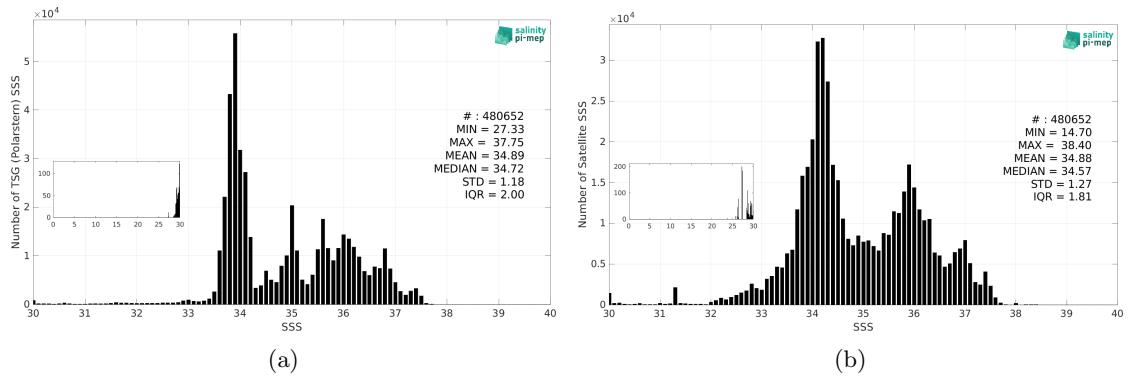 ×10⁴
salinity
pi-mep
# : 480652
MIN = 27.33
MAX = 37.75
MEAN = 34.89
MEDIAN = 34.72
STD = 1.18
IQR = 2.00
Number of TSG (Polarstern) SSS
5
4
3
2
1
0
100
50
0
0 5 10 15 20 25 30
30 31 32 33 34 35 36 37 38 39 40
SSS
(a)
×10⁴
salinity
pi-mep
# : 480652
MIN = 14.70
MAX = 38.40
MEAN = 34.88
MEDIAN = 34.57
STD = 1.27
IQR = 1.81
Number of Satellite SSS
3
2.5
2
1.5
1
0.5
0
200
100
0
0 5 10 15 20 25 30
30 31 32 33 34 35 36 37 38 39 40
SSS
(b)